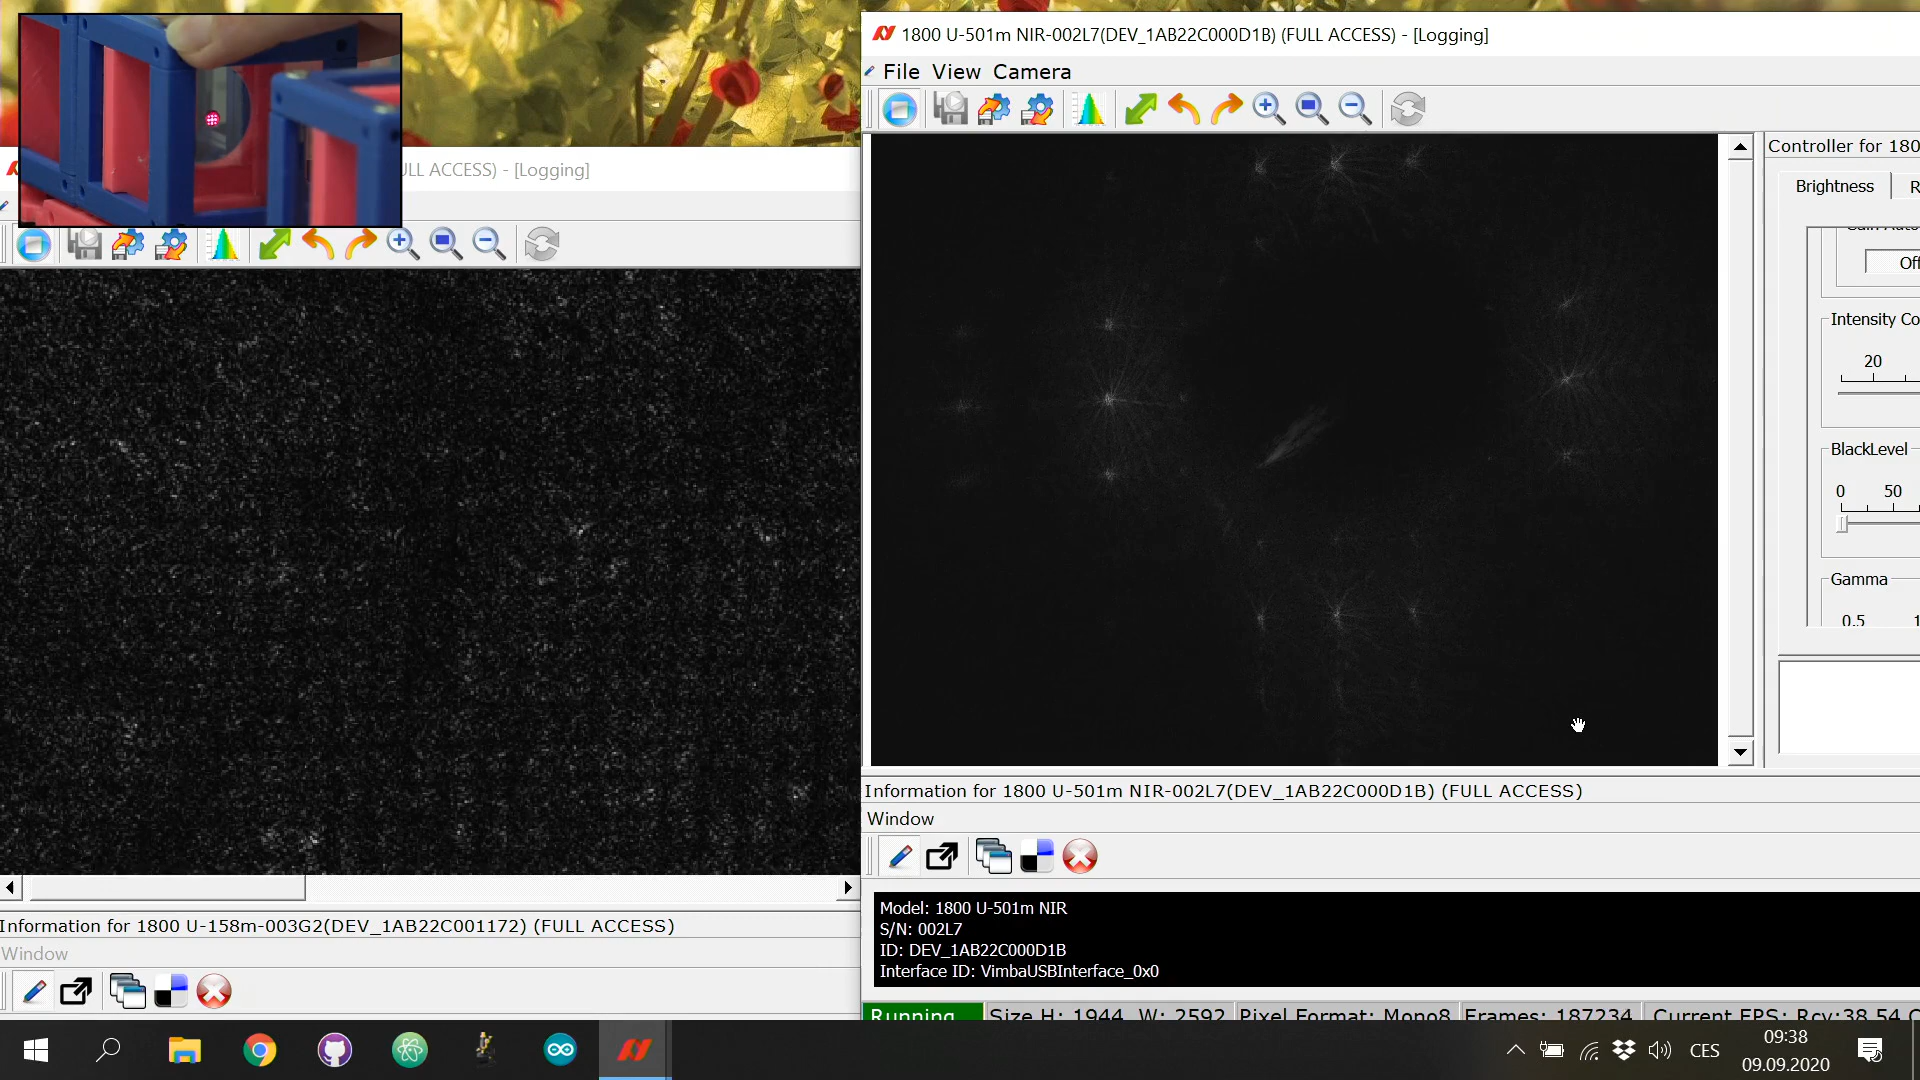 1800 U-501m NIR-002L7(DEV_1AB22C000D1B) (FULL ACCESS) - [Logging]
File View Camera
Controller for 180
Brightness
Off
Intensity Co
20
BlackLevel
0 50
Gamma
0.5 1
ULL ACCESS) - [Logging]
Information for 1800 U-501m NIR-002L7(DEV_1AB22C000D1B) (FULL ACCESS)
Window
Model: 1800 U-501m NIR
S/N: 002L7
ID: DEV_1AB22C000D1B
Interface ID: VimbaUSBInterface_0x0
Running Size H: 1944, W: 2592 Pixel Format: Mono8 Frames: 187234 Current FPS: Rcv:38.54 C
Information for 1800 U-158m-003G2(DEV_1AB22C001172) (FULL ACCESS)
Window
CES
09:38
09.09.2020